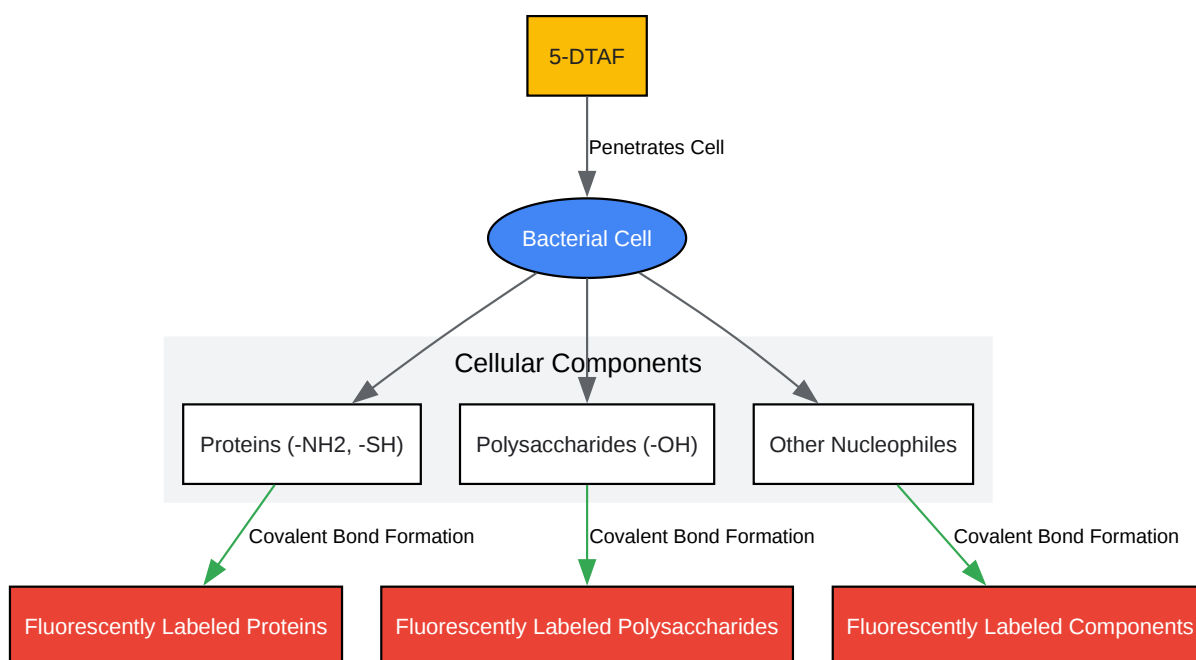 5-DTAF
Penetrates Cell
Bacterial Cell
Cellular Components
Proteins (-NH2, -SH)
Polysaccharides (-OH)
Other Nucleophiles
Covalent Bond Formation
Covalent Bond Formation
Covalent Bond Formation
Fluorescently Labeled Proteins
Fluorescently Labeled Polysaccharides
Fluorescently Labeled Components